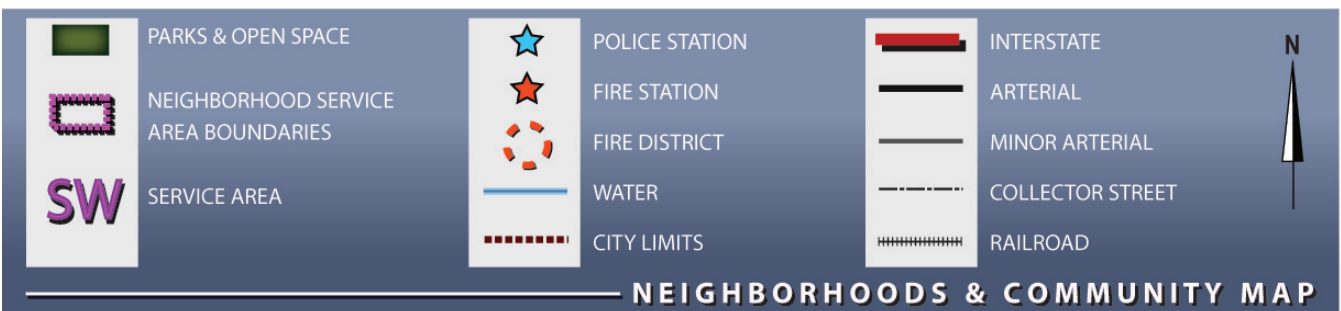 PARKS & OPEN SPACE
NEIGHBORHOOD SERVICE
AREA BOUNDARIES
SW
SERVICE AREA
POLICE STATION
FIRE STATION
FIRE DISTRICT
WATER
CITY LIMITS
INTERSTATE
ARTERIAL
MINOR ARTERIAL
COLLECTOR STREET
RAILROAD
N
NEIGHBORHOODS & COMMUNITY MAP